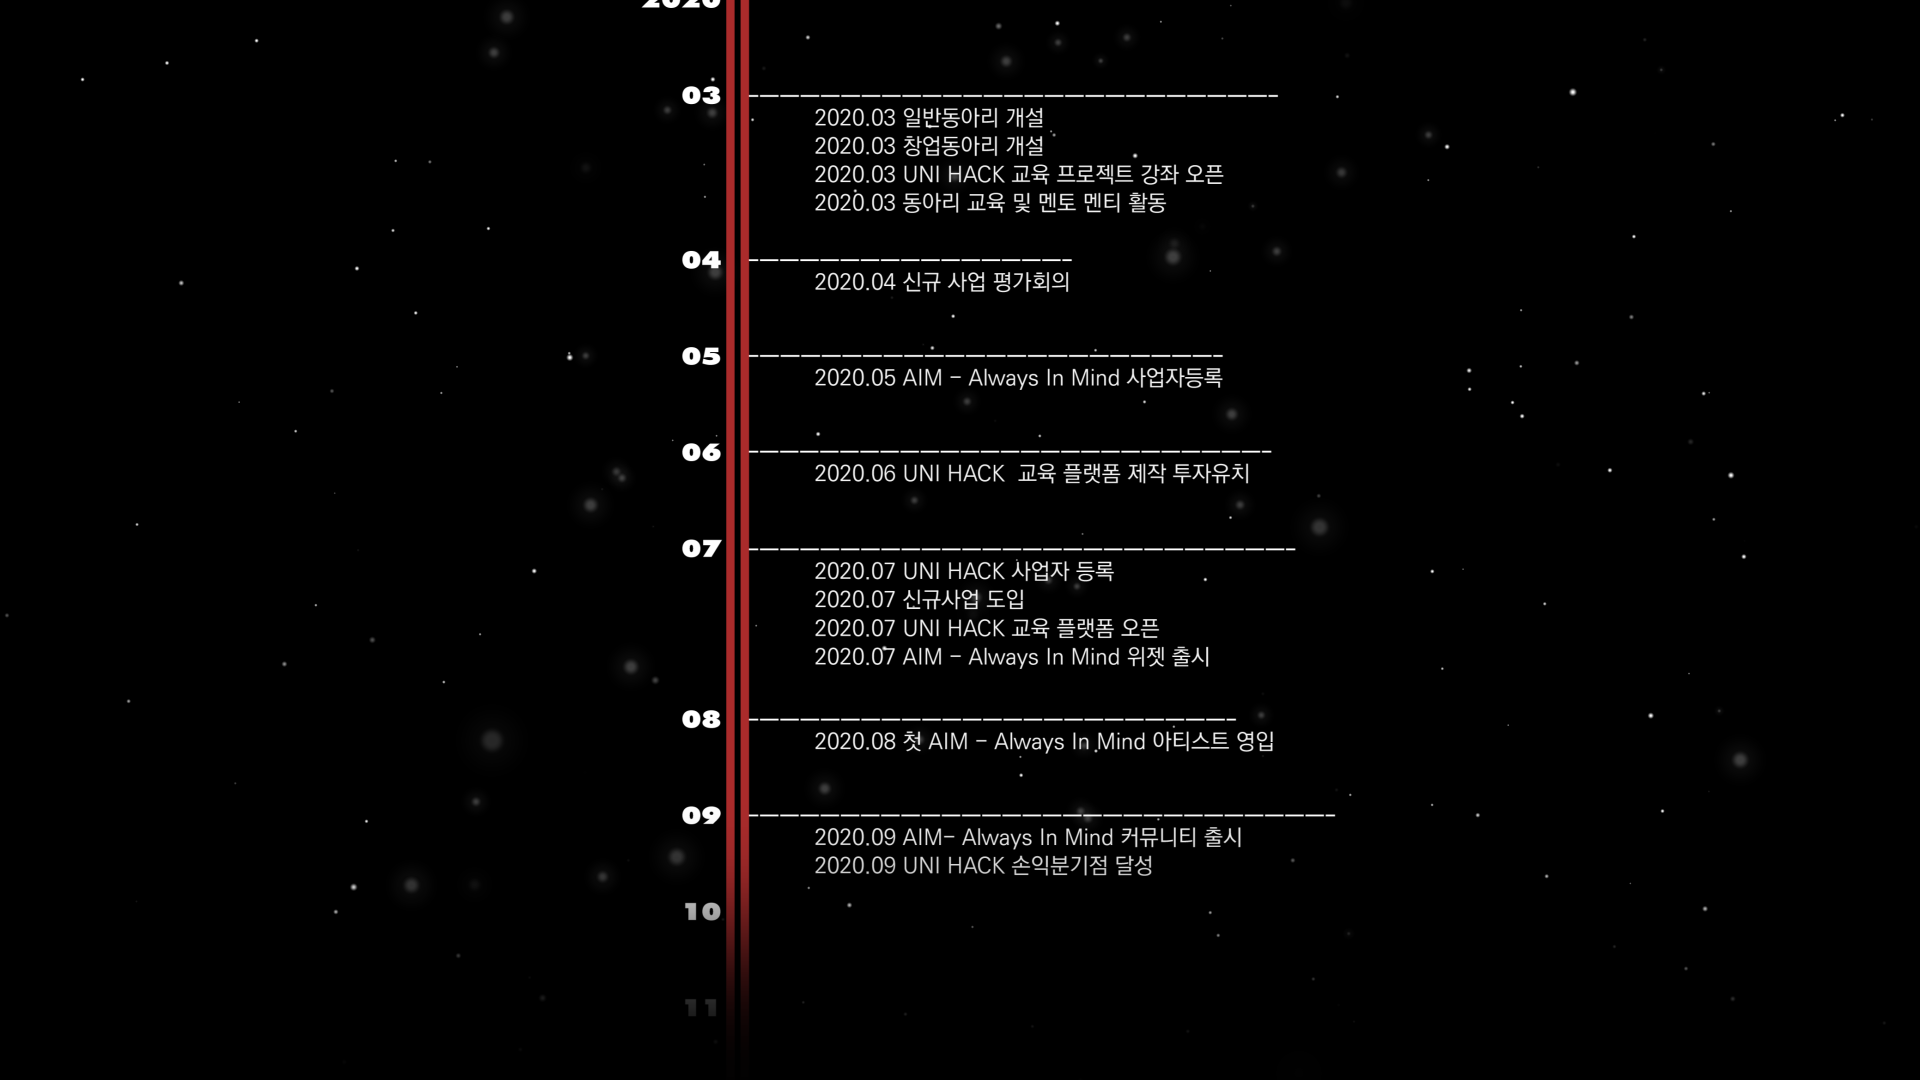 2020
03
2020.03 일반동아리 개설
2020.03 창업동아리 개설
2020.03 UNI HACK 교육 프로젝트 강좌 오픈
2020.03 동아리 교육 및 멘토 멘티 활동
04
2020.04 신규 사업 평가회의
05
2020.05 AIM - Always In Mind 사업자등록
06
2020.06 UNI HACK  교육 플랫폼 제작 투자유치
07
2020.07 UNI HACK 사업자 등록
2020.07 신규사업 도입
2020.07 UNI HACK 교육 플랫폼 오픈
2020.07 AIM - Always In Mind 위젯 출시
08
2020.08 첫 AIM - Always In Mind 아티스트 영입
09
2020.09 AIM- Always In Mind 커뮤니티 출시
2020.09 UNI HACK 손익분기점 달성
10
11